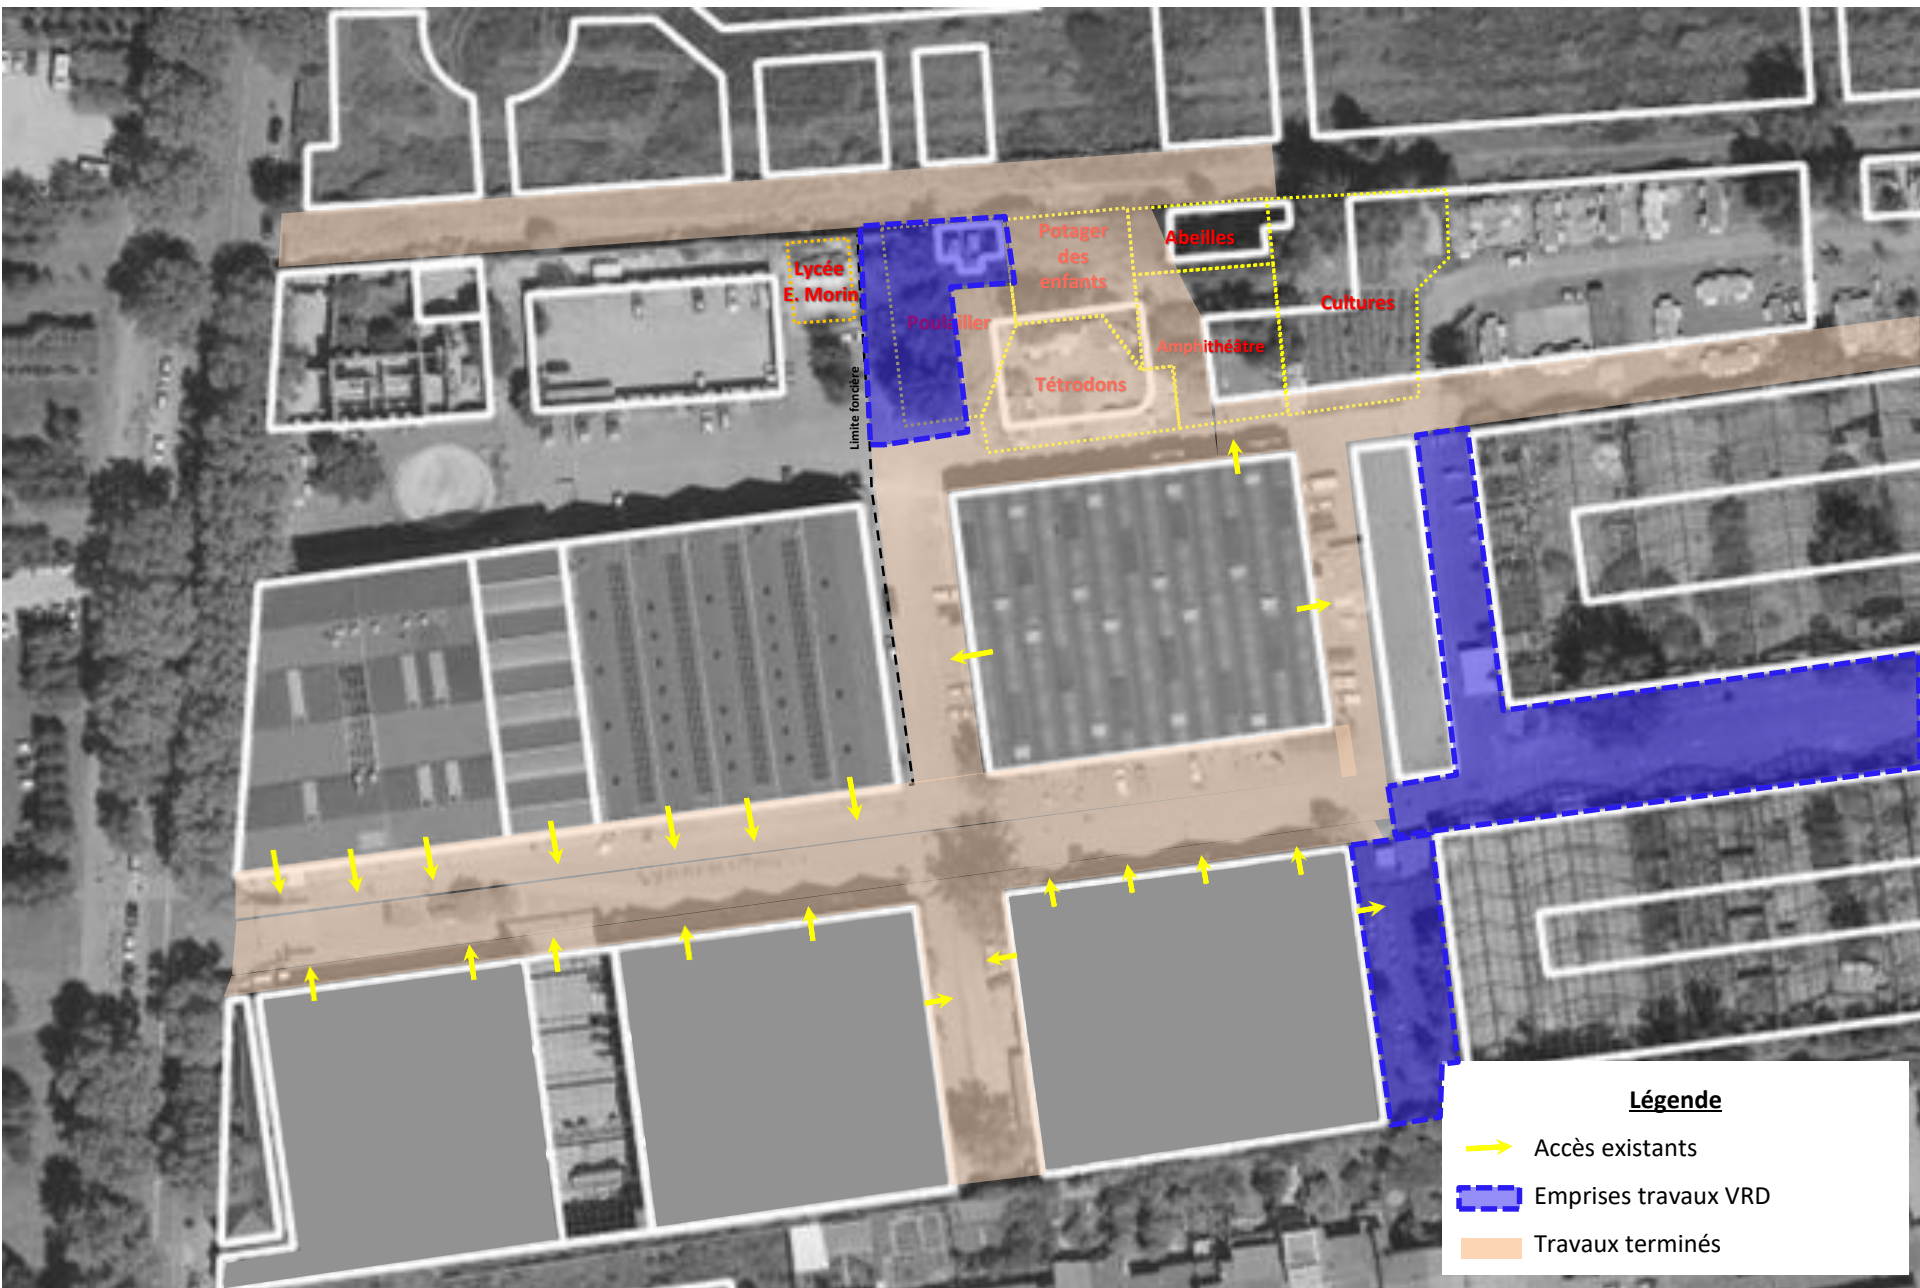 Potager
des
enfants
Abeilles
Lycée
E. Morin
Cultures
Poulailler
Amphithéâtre
Tétrodons
Limite foncière
Légende
Accès existants
Emprises travaux VRD
Travaux terminés